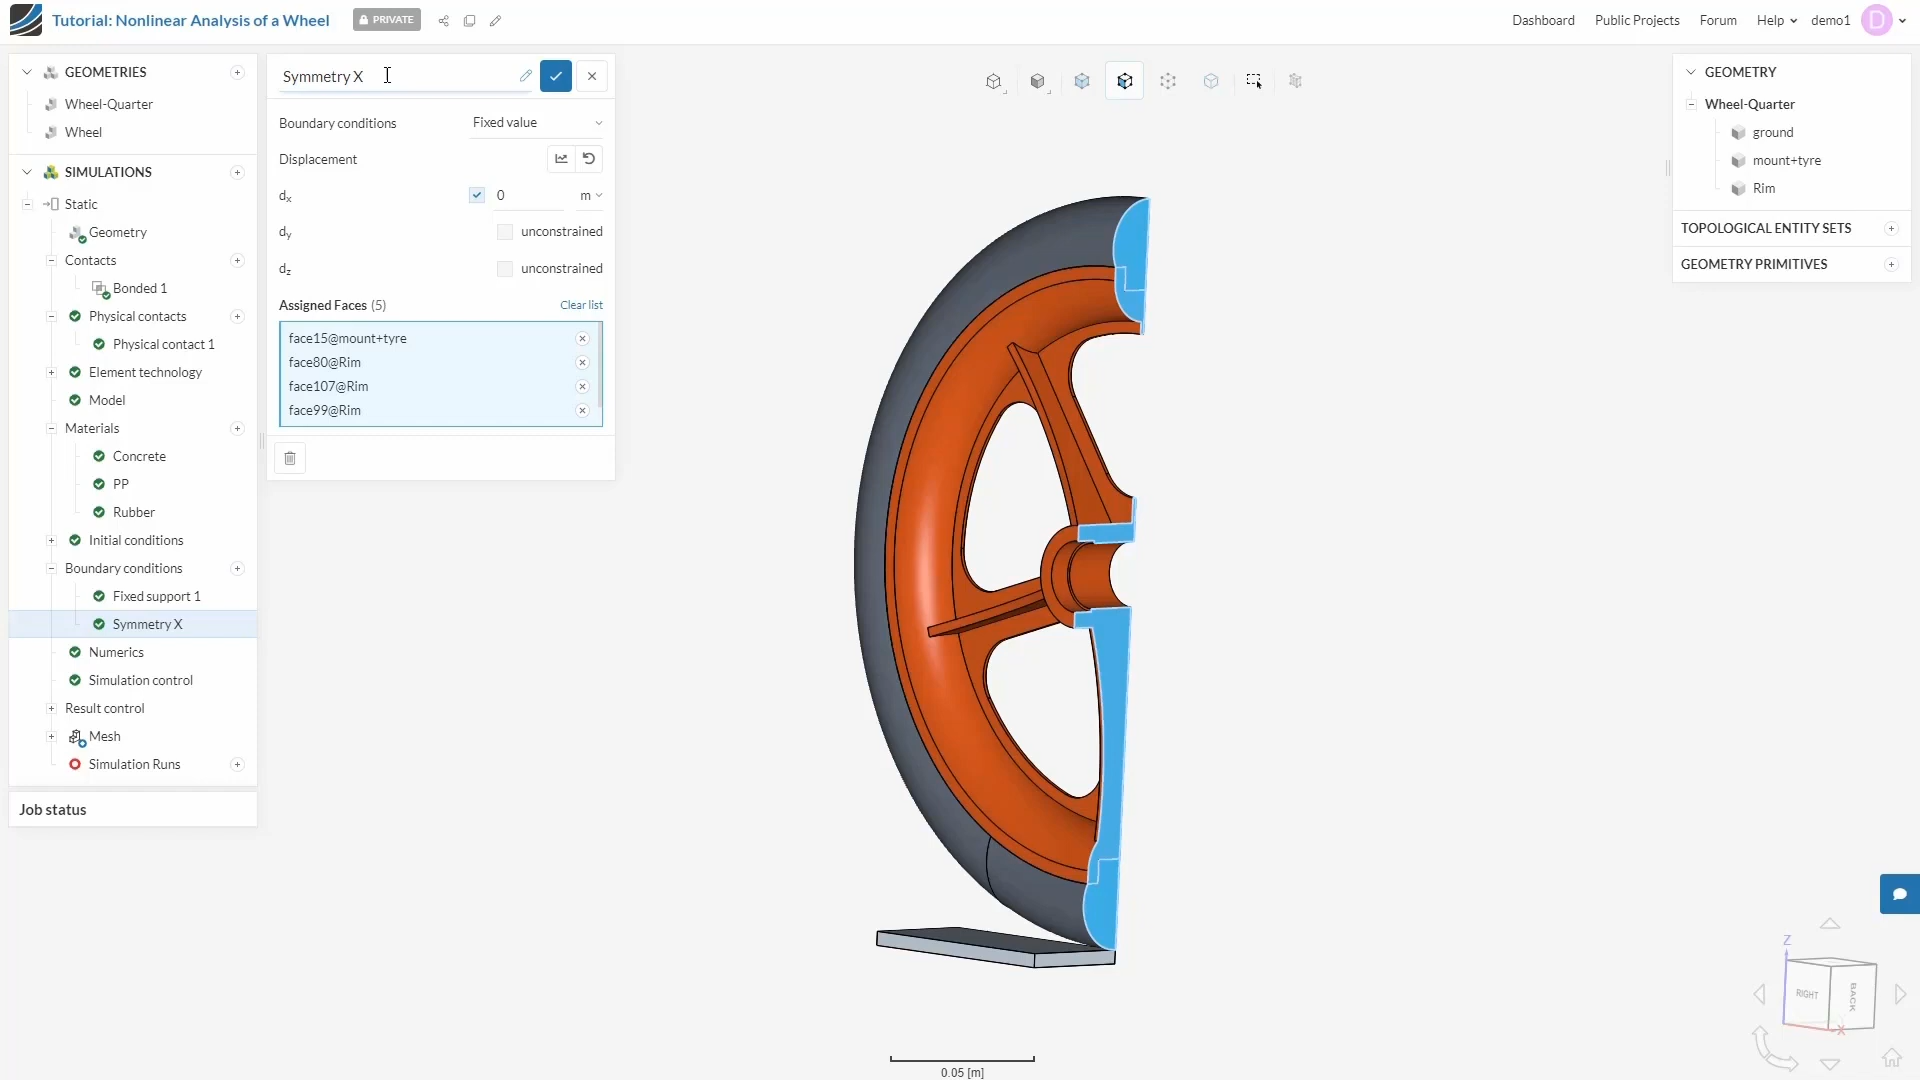 Tutorial: Nonlinear Analysis of a Wheel
PRIVATE
Dashboard
Public Projects
Forum
Help
demo1
D
GEOMETRIES
Wheel-Quarter
Wheel
SIMULATIONS
Static
Geometry
Contacts
Bonded 1
Physical contacts
Physical contact 1
Element technology
Model
Materials
Concrete
PP
Rubber
Initial conditions
Boundary conditions
Fixed support 1
Symmetry X
Numerics
Simulation control
Result control
Mesh
Simulation Runs
Job status
Symmetry X
Boundary conditions Fixed value
Displacement
dx 0 m
dy unconstrained
dz unconstrained
Assigned Faces (5) Clear list
face15@mount+tyre
face80@Rim
face107@Rim
face99@Rim
GEOMETRY
Wheel-Quarter
ground
mount+tyre
Rim
TOPOLOGICAL ENTITY SETS
GEOMETRY PRIMITIVES
0.05 [m]
Z
RIGHT
BACK
X